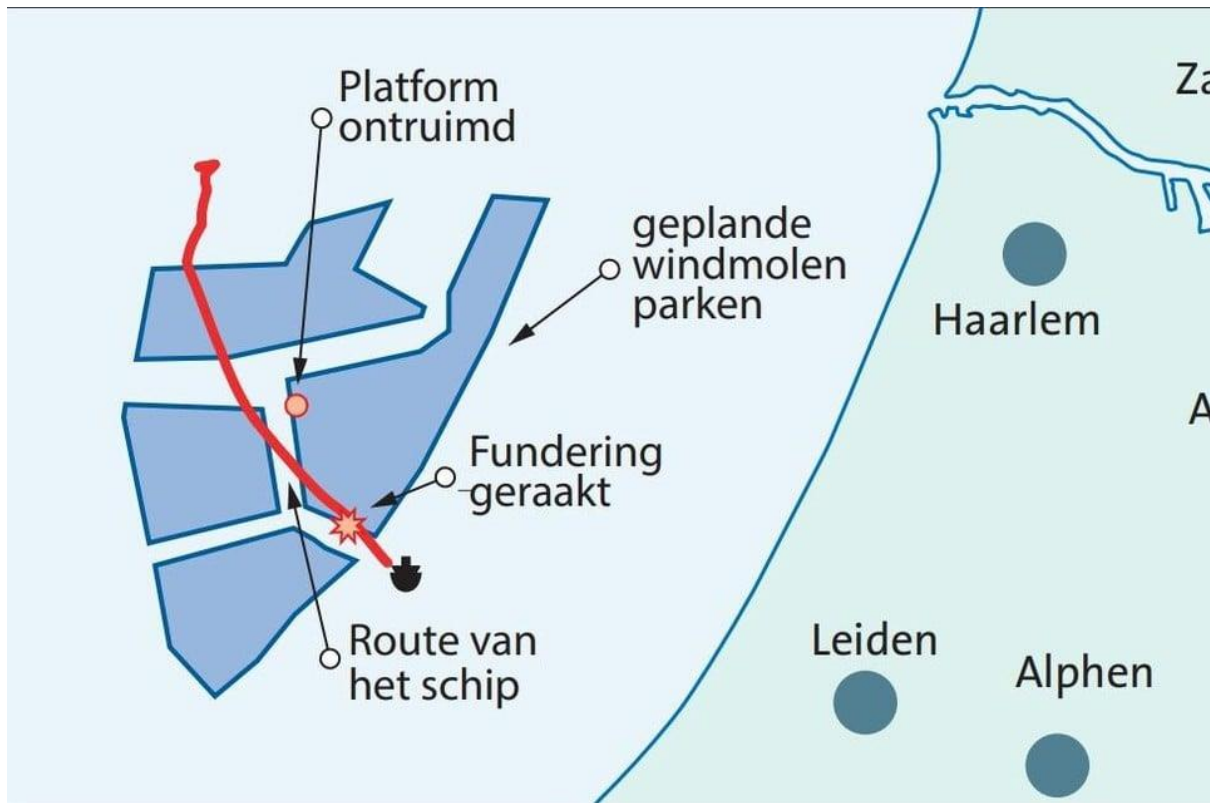 Platform
ontruimd
geplande
windmolen
parken
Za
Haarlem
A
Fundering
geraakt
Route van
het schip
Leiden
Alphen